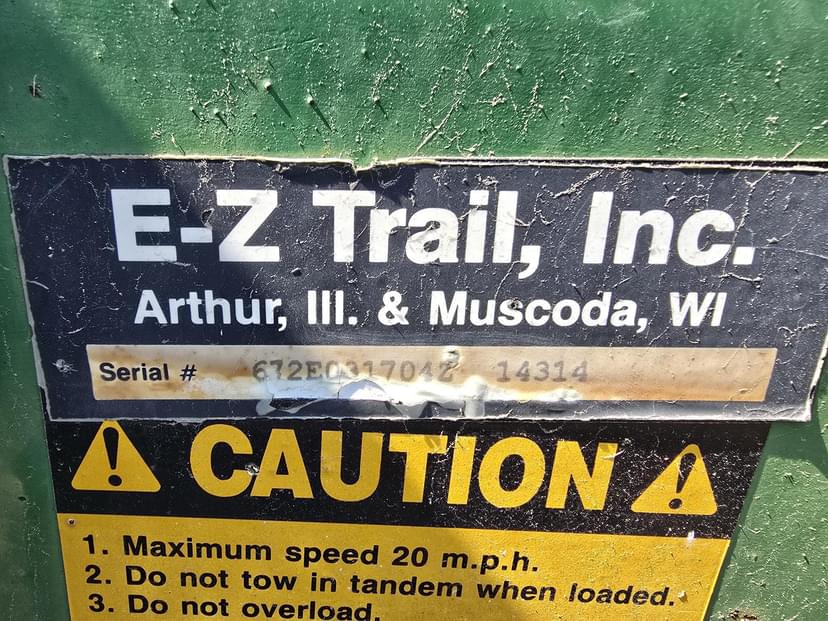 E-Z Trail, Inc.
Arthur, Ill. & Muscoda, WI
Serial # 14314
CAUTION
1. Maximum speed 20 m.p.h.
2. Do not tow in tandem when loaded.
3. Do not overload.